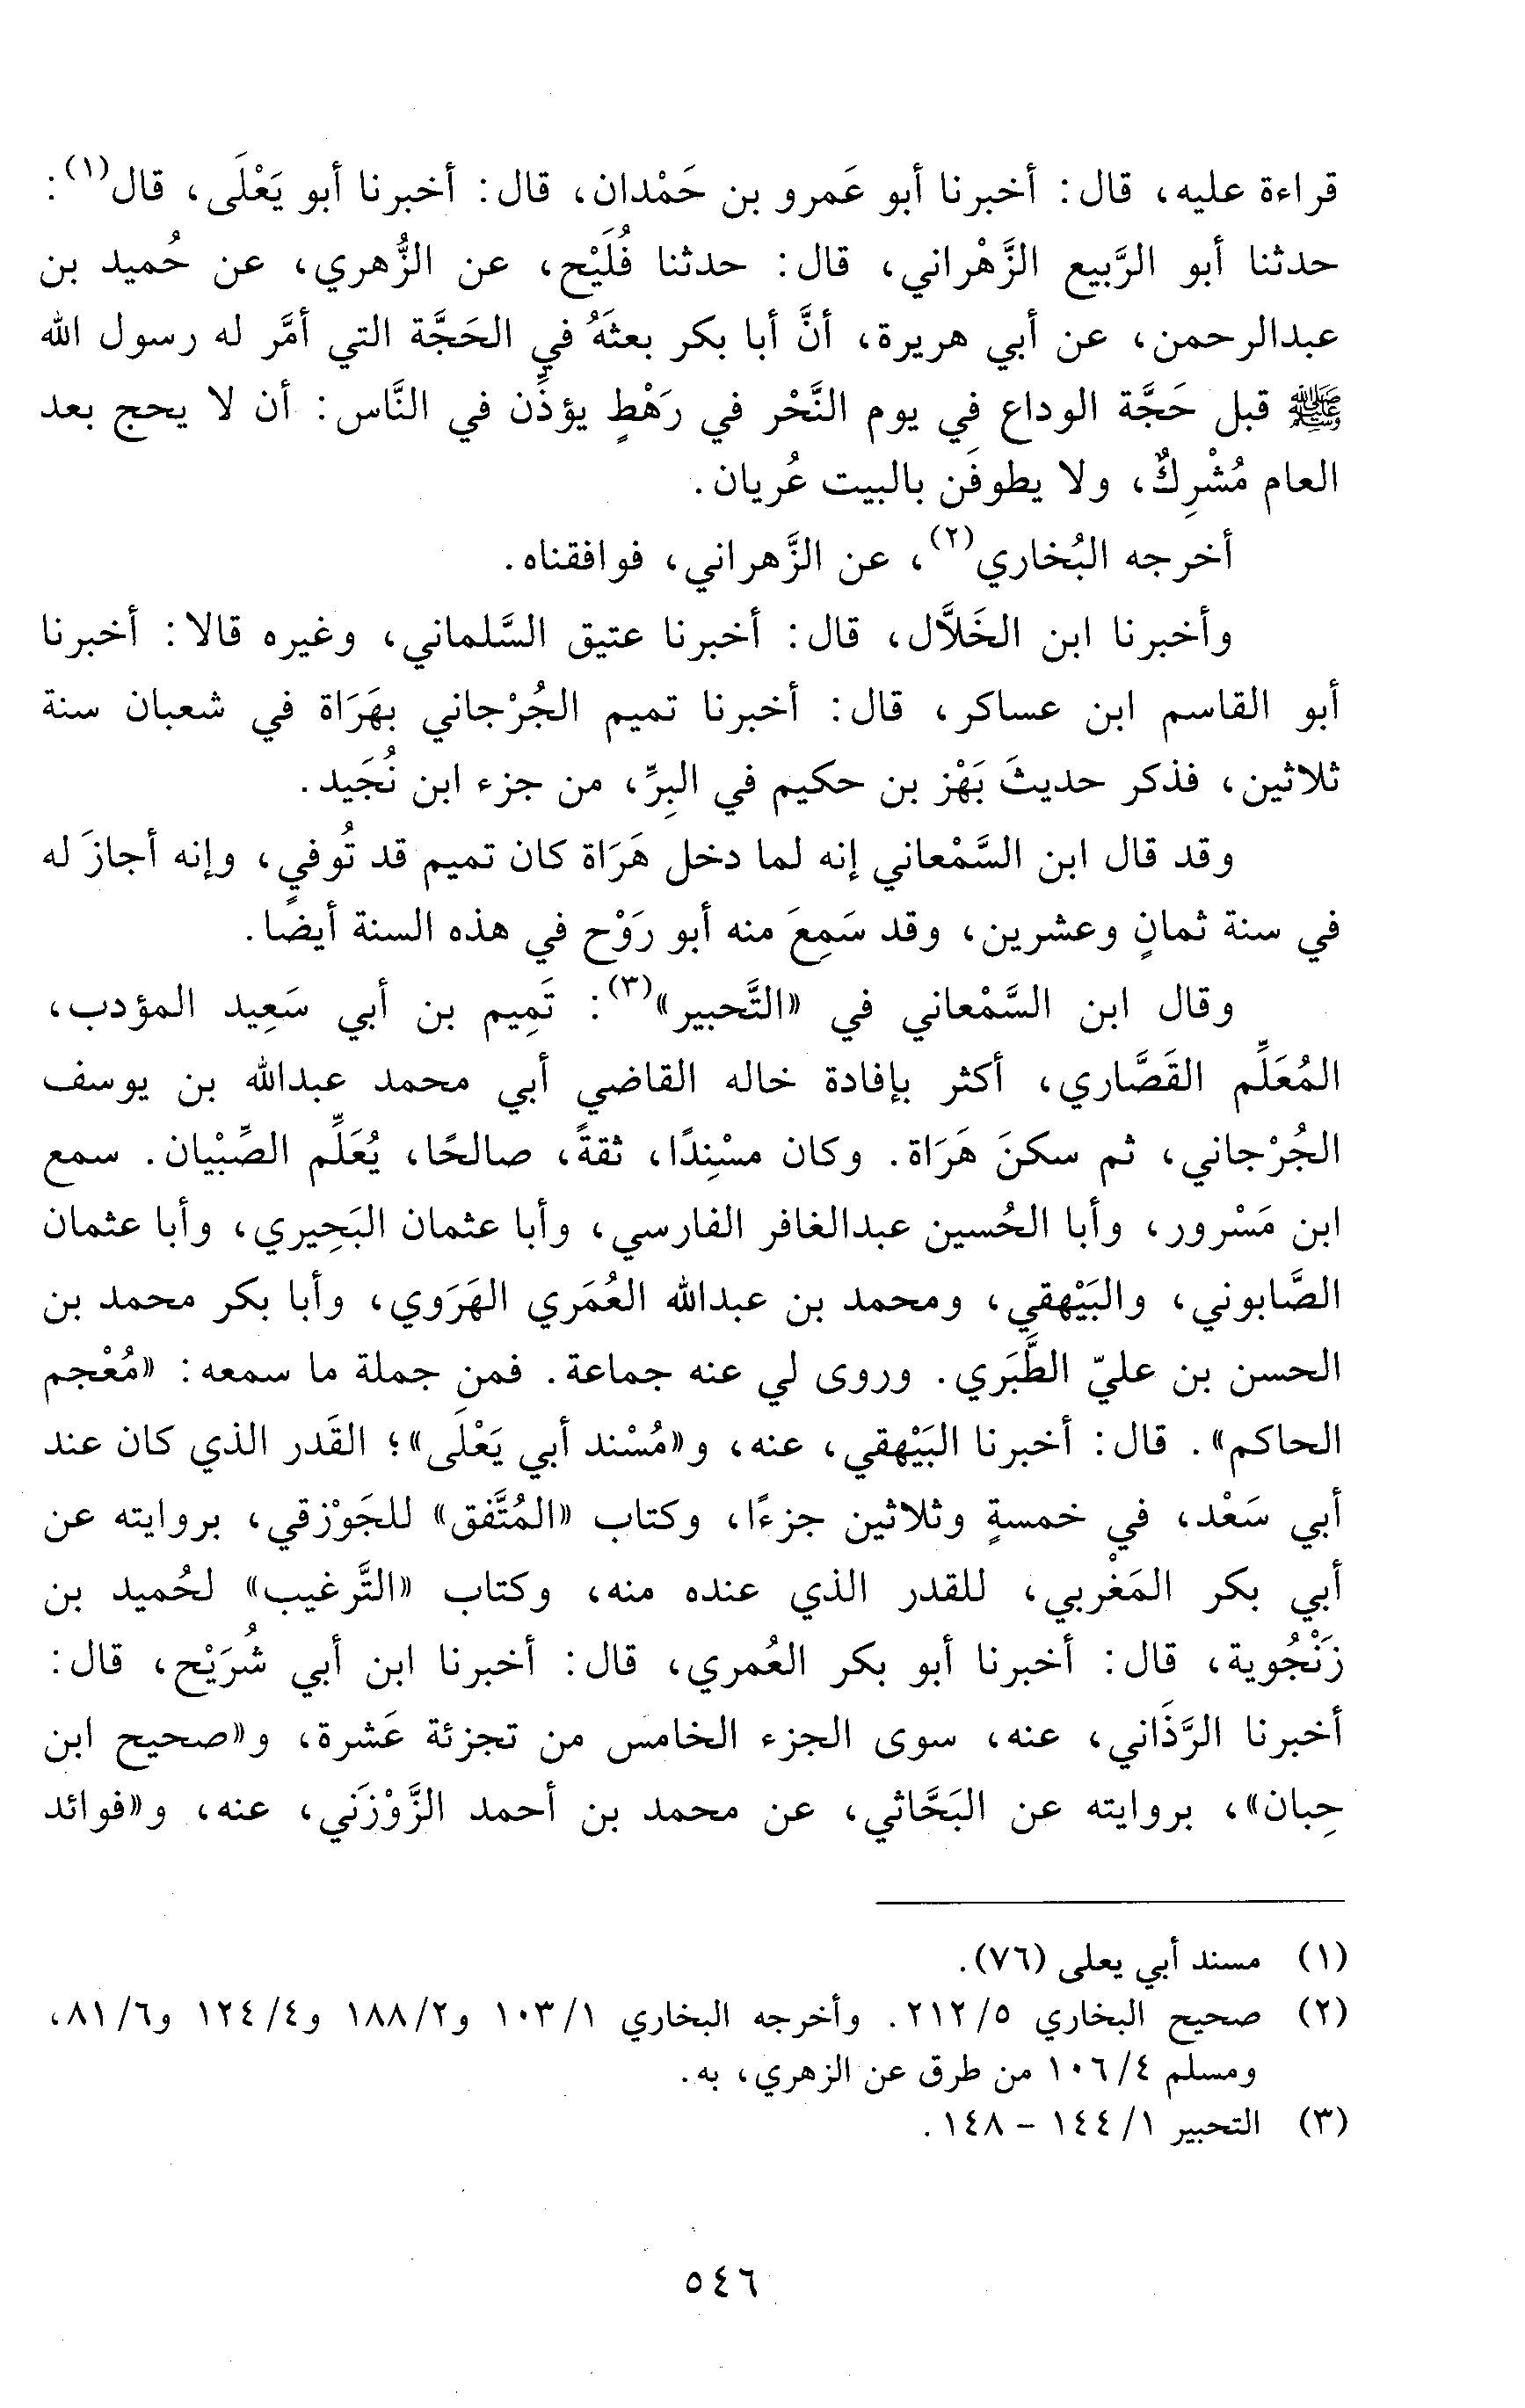 قراءة عليه، قال: أخبرنا أبو عَمرو بن حَمْدان، قال: أخبرنا أبو يَعْلَى، قال(١):
حدثنا أبو الرَّبيع الزَّهْراني، قال: حدثنا فُلَيْح، عن الزُّهري، عن حُميد بن
عبدالرحمن، عن أبي هريرة، أنَّ أبا بكر بعثَهُ في الحَجَّة التي أمَّر له رسول الله
ﷺ قبل حَجَّة الوداع في يوم النَّحْر في رَهْطٍ يؤذِّن في النَّاس: أن لا يحج بعد
العام مُشْرِكٌ، ولا يطوفَن بالبيت عُريان.
أخرجه البُخاري(٢)، عن الزَّهراني، فوافقناه.
وأخبرنا ابن الخَلاَّل، قال: أخبرنا عتيق السَّلماني، وغيره قالا: أخبرنا
أبو القاسم ابن عساكر، قال: أخبرنا تميم الجُرْجاني بهَرَاة في شعبان سنة
ثلاثين، فذكر حديثَ بَهْز بن حكيم في البِرِّ، من جزء ابن نُجَيد.
وقد قال ابن السَّمْعاني إنه لما دخل هَرَاة كان تميم قد تُوفي، وإنه أجازَ له
في سنة ثمانٍ وعشرين، وقد سَمِعَ منه أبو رَوْح في هذه السنة أيضًا.
وقال ابن السَّمْعاني في «التَّحبير»(٣): تَمِيم بن أبي سَعِيد المؤدب،
المُعَلِّم القَصَّاري، أكثر بإفادة خاله القاضي أبي محمد عبدالله بن يوسف
الجُرْجاني، ثم سكنَ هَرَاة. وكان مسْنِدًا، ثقةً، صالحًا، يُعَلِّم الصِّبْيان. سمع
ابن مَسْرور، وأبا الحُسين عبدالغافر الفارسي، وأبا عثمان البَحِيري، وأبا عثمان
الصَّابوني، والبَيْهقي، ومحمد بن عبدالله العُمَري الهَرَوي، وأبا بكر محمد بن
الحسن بن عليّ الطَّبَري. وروى لي عنه جماعة. فمن جملة ما سمعه: «مُعْجم
الحاكم». قال: أخبرنا البَيْهقي، عنه، و«مُسْند أبي يَعْلَى»؛ القَدر الذي كان عند
أبي سَعْد، في خمسةٍ وثلاثين جزءًا، وكتاب «المُتَّفق» للجَوْزقي، بروايته عن
أبي بكر المَغْربي، للقدر الذي عنده منه، وكتاب «التَّرغيب» لحُميد بن
زَنْجُوية، قال: أخبرنا أبو بكر العُمري، قال: أخبرنا ابن أبي شُرَيْح، قال:
أخبرنا الرَّذَاني، عنه، سوى الجزء الخامس من تجزئة عَشرة، و«صحيح ابن
حِبان»، بروايته عن البَحَّاثي، عن محمد بن أحمد الزَّوْزَني، عنه، و«فوائد
(١) مسند أبي يعلى (٧٦).
(٢) صحيح البخاري ٥/ ٢١٢. وأخرجه البخاري ١/ ١٠٣ و٢/ ١٨٨ و٤/ ١٢٤ و٦/ ٨١،
ومسلم ٤/ ١٠٦ من طرق عن الزهري، به.
(٣) التحبير ١/ ١٤٤ - ١٤٨.
٥٤٦